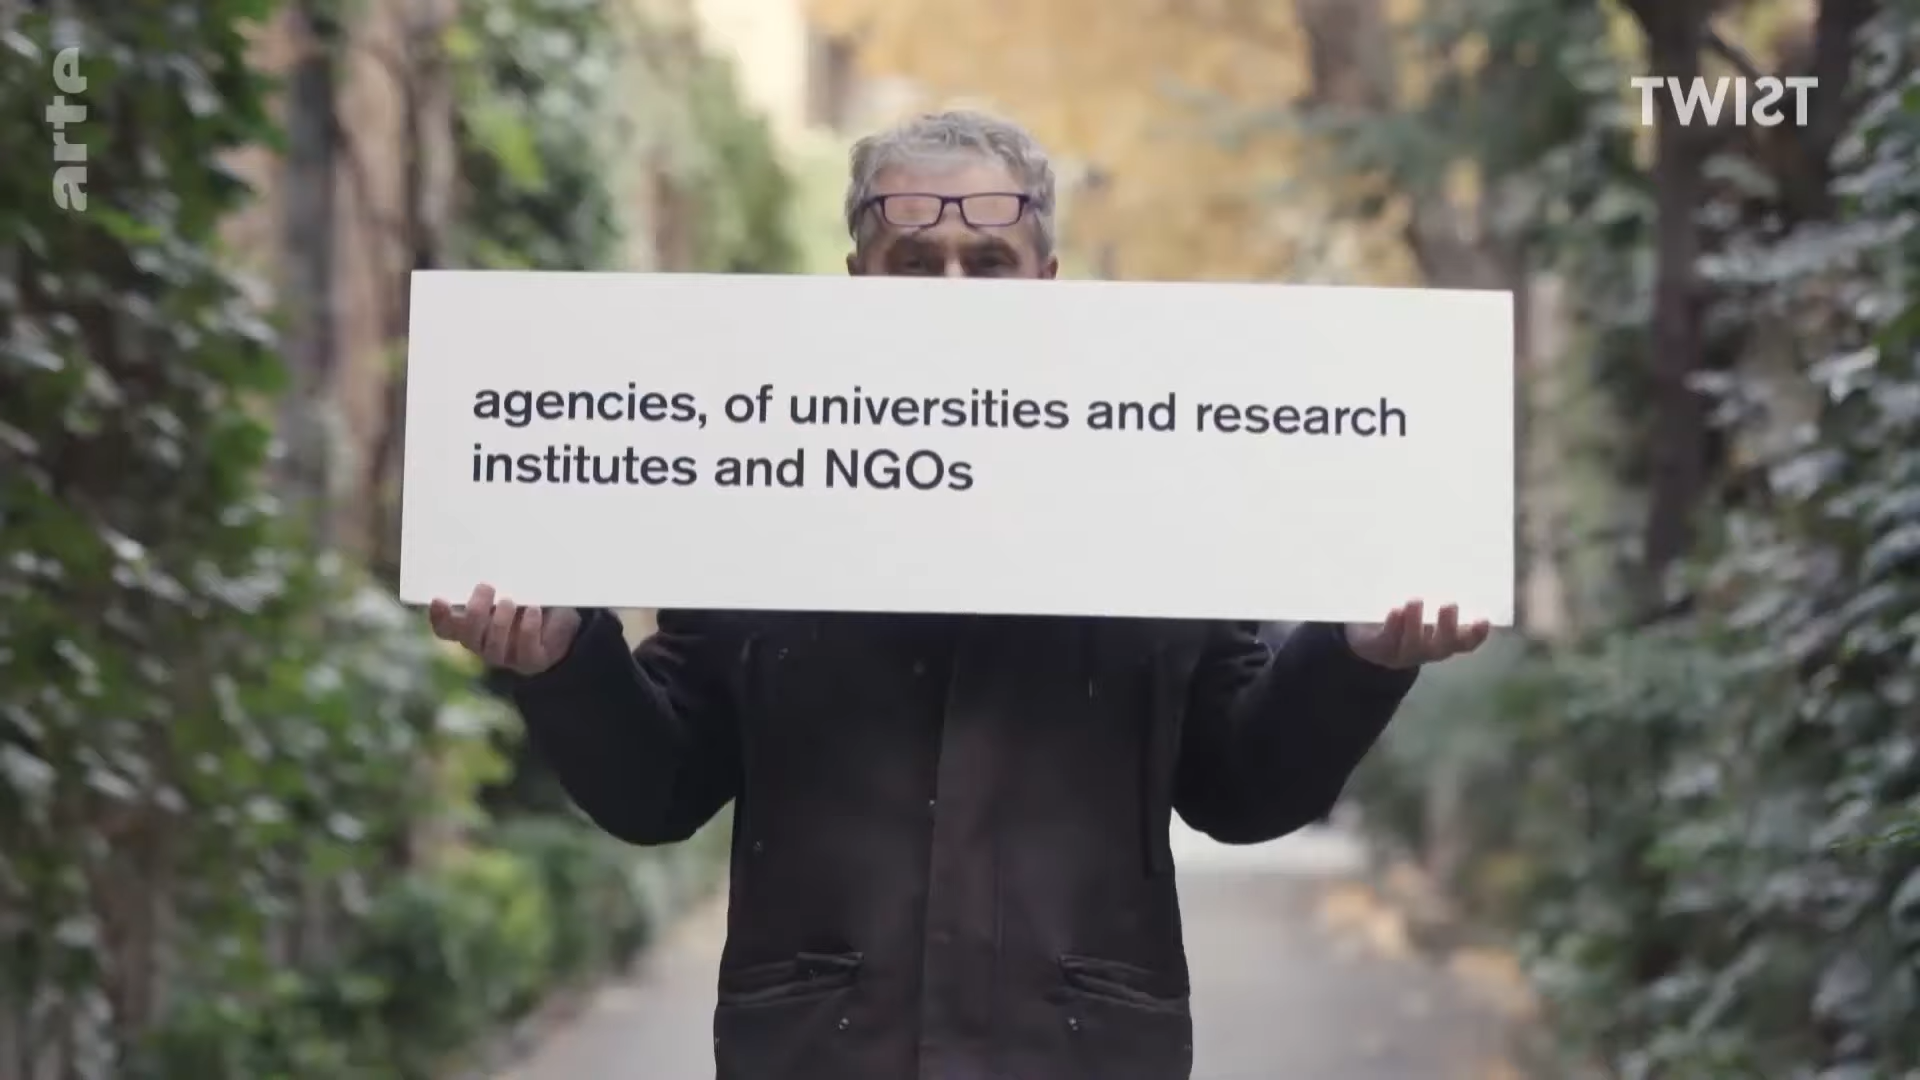 arte
TWIST
agencies, of universities and research
institutes and NGOs